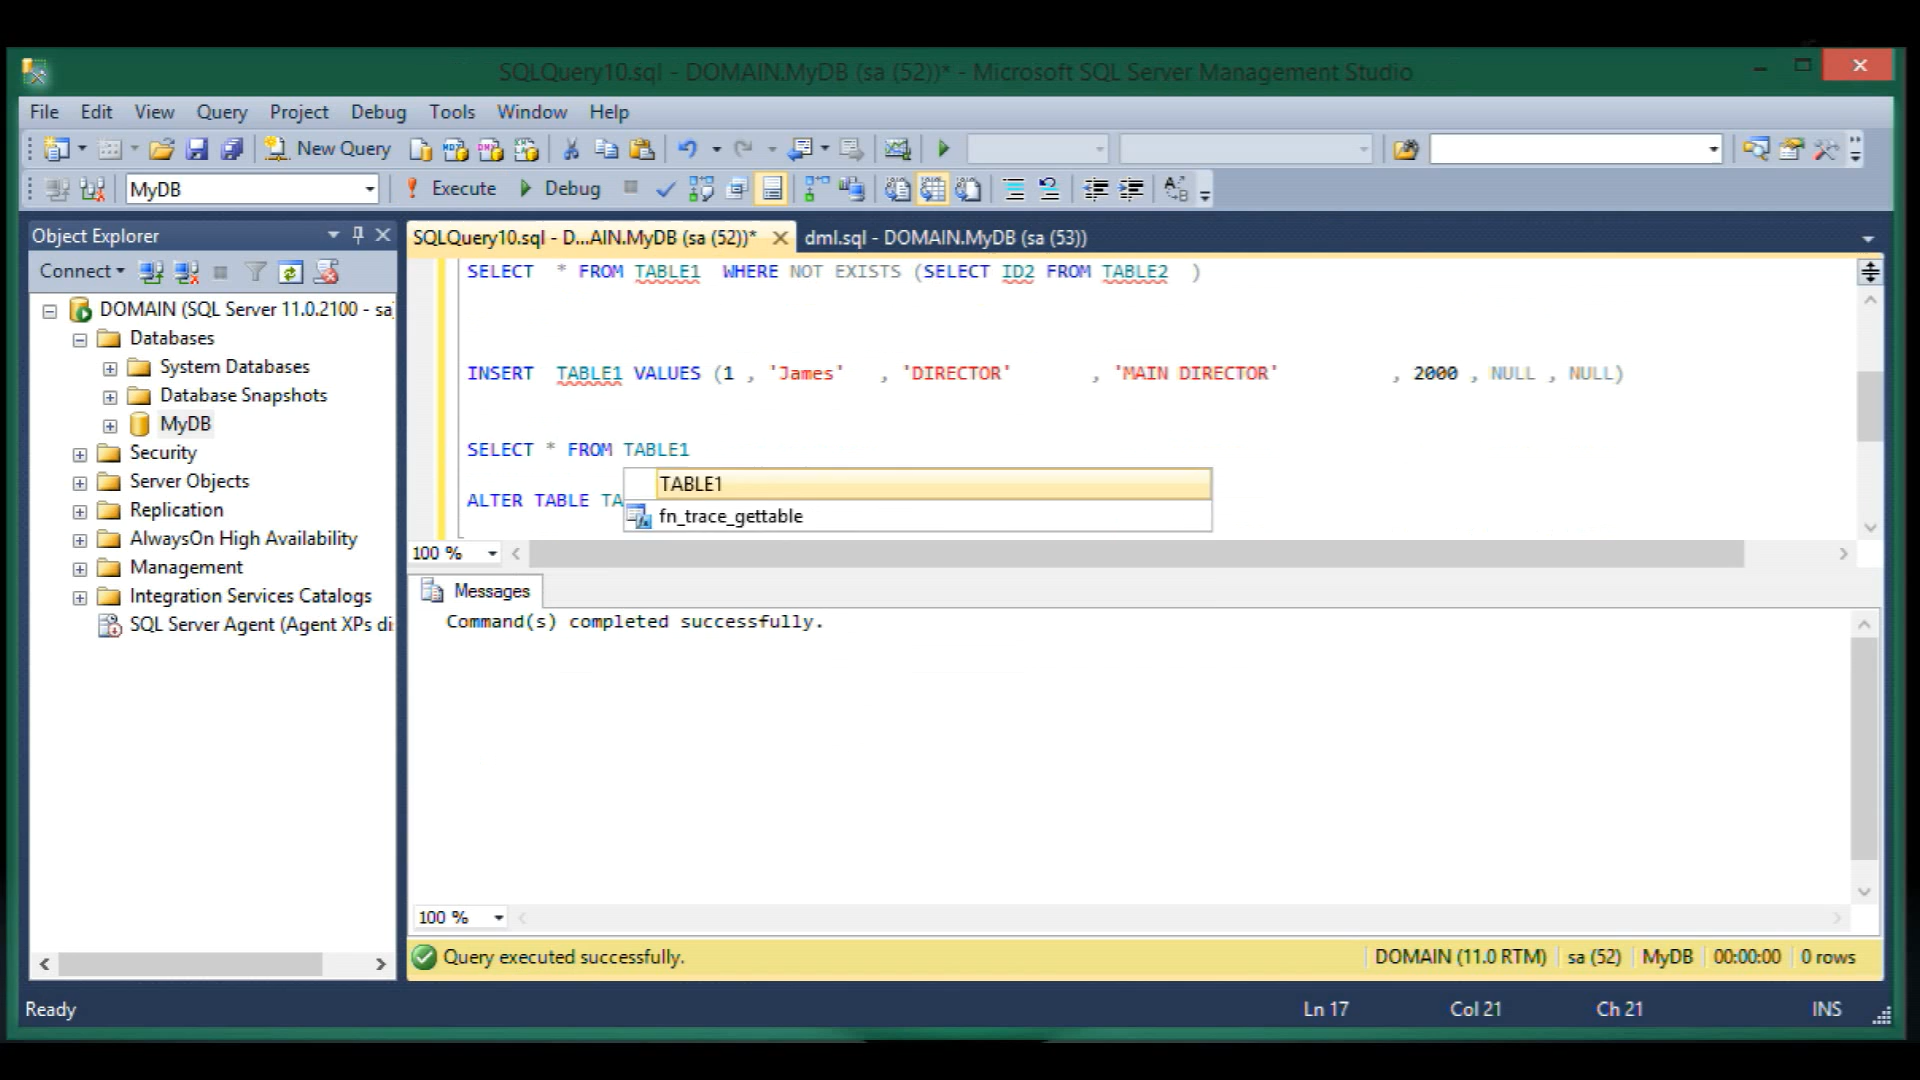 SQLQuery10.sql - DOMAIN.MyDB (sa (52))* - Microsoft SQL Server Management Studio
File Edit View Query Project Debug Tools Window Help
New Query
MyDB Execute Debug
Object Explorer
SQLQuery10.sql - D...AIN.MyDB (sa (52))* dml.sql - DOMAIN.MyDB (sa (53))
Connect
DOMAIN (SQL Server 11.0.2100 - sa
Databases
System Databases
Database Snapshots
MyDB
Security
Server Objects
Replication
AlwaysOn High Availability
Management
Integration Services Catalogs
SQL Server Agent (Agent XPs di
SELECT * FROM TABLE1 WHERE NOT EXISTS (SELECT ID2 FROM TABLE2 )
INSERT TABLE1 VALUES (1 , 'James' , 'DIRECTOR' , 'MAIN DIRECTOR' , 2000 , NULL , NULL)
SELECT * FROM TABLE1
ALTER TABLE TA
TABLE1
fn_trace_gettable
100 %
Messages
Command(s) completed successfully.
100 %
Query executed successfully. DOMAIN (11.0 RTM) sa (52) MyDB 00:00:00 0 rows
Ready Ln 17 Col 21 Ch 21 INS